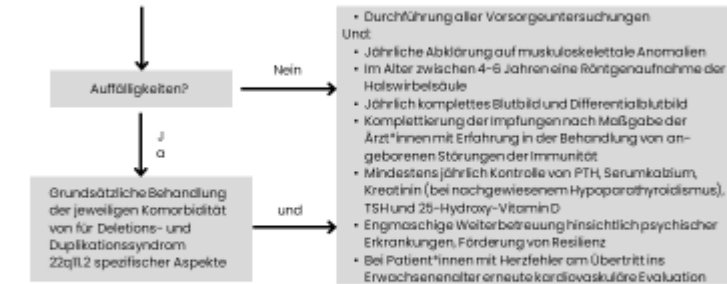 • Durchführung aller Vorsorgeuntersuchungen
Und:
• Jährliche Abklärung auf muskuloskelettale Anomalien
• Im Alter zwischen 4-6 Jahren eine Röntgenaufnahme der
Halswirbelsäule
• Jährlich komplettes Blutbild und Differentialblutbild
• Komplettierung der Impfungen nach Maßgabe der
Ärzt*innen mit Erfahrung in der Behandlung von an-
geborenen Störungen der Immunität
• Mindestens jährlich Kontrolle von PTH, Serumkalzium,
Kreatinin (bei nachgewiesenem Hypoparathyroidismus),
TSH und 25-Hydroxy-Vitamin D
• Engmaschige Weiterbetreuung hinsichtlich psychischer
Erkrankungen, Förderung von Resilienz
• Bei Patient*innen mit Herzfehler am Übertritt ins
Erwachsenenalter erneute kardiovaskuläre Evaluation
Nein
Auffälligkeiten?
J
a
Grundsätzliche Behandlung
der jeweiligen Komorbidität
von für Deletions- und
Duplikationssyndrom
22q11.2 spezifischer Aspekte
und